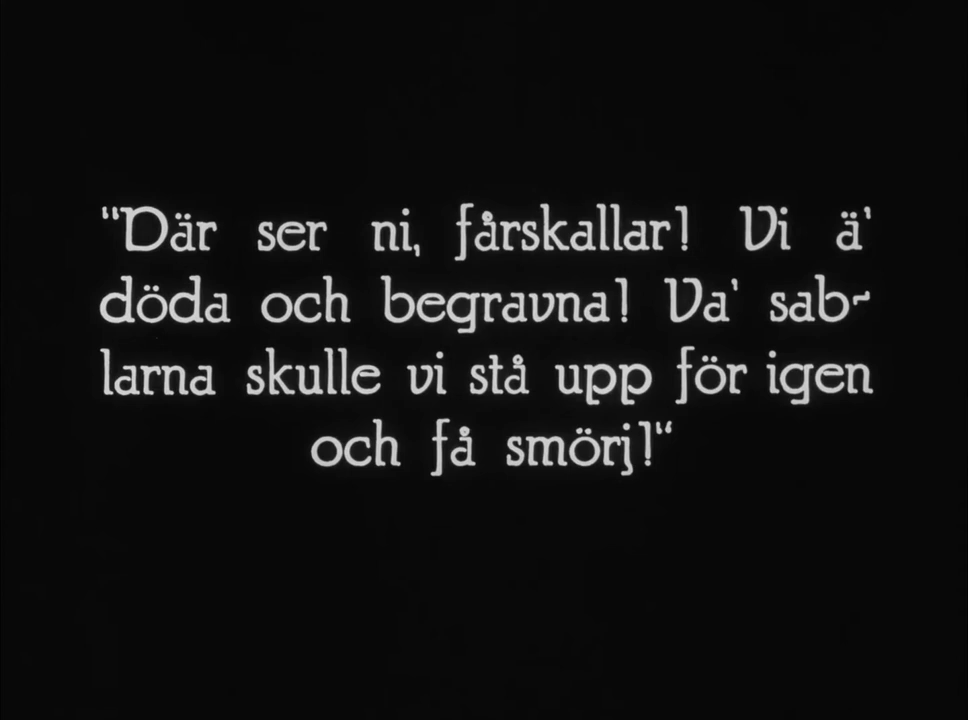 "Där ser ni, fårskallar! Vi ä'
döda och begravna! Va' sab-
larna skulle vi stå upp för igen
och få smörj!"